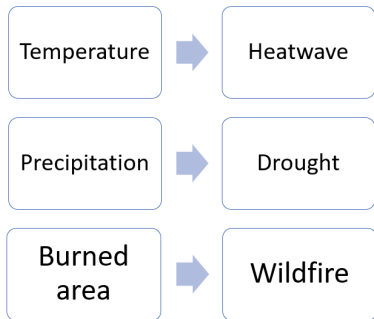 Temperature
Heatwave
Precipitation
Drought
Burned
area
Wildfire